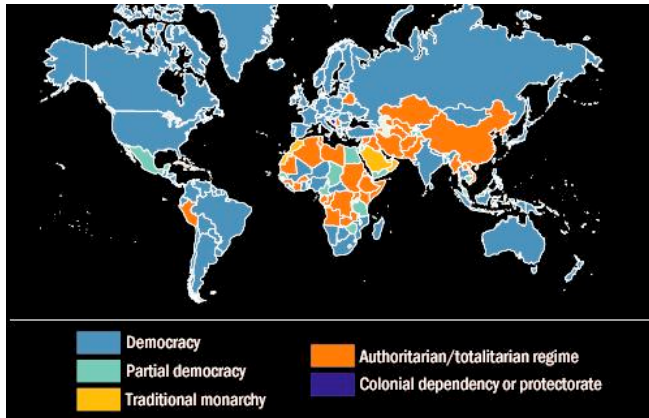 Democracy
Partial democracy
Traditional monarchy
Authoritarian/totalitarian regime
Colonial dependency or protectorate